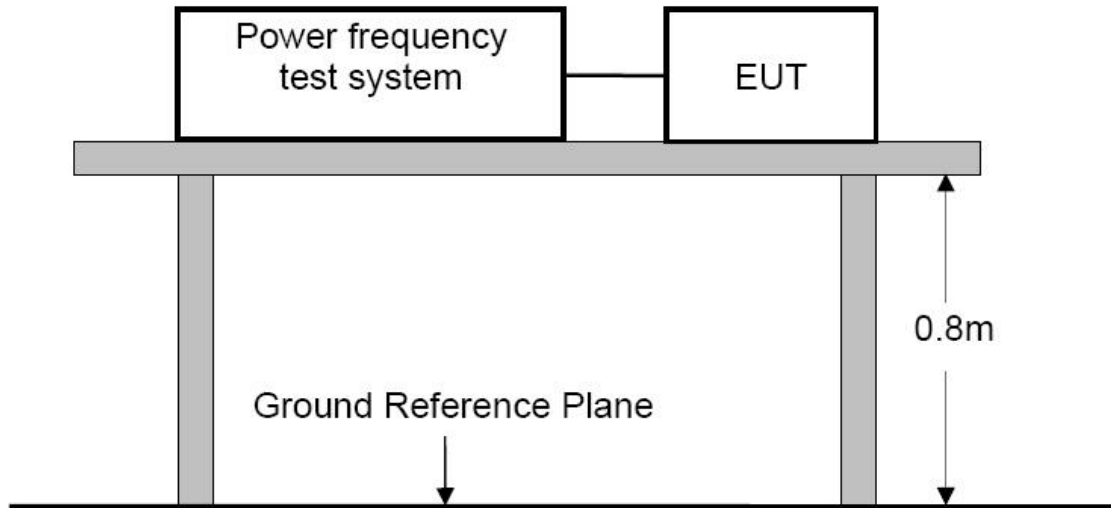 Power frequency
test system
EUT
0.8m
Ground Reference Plane